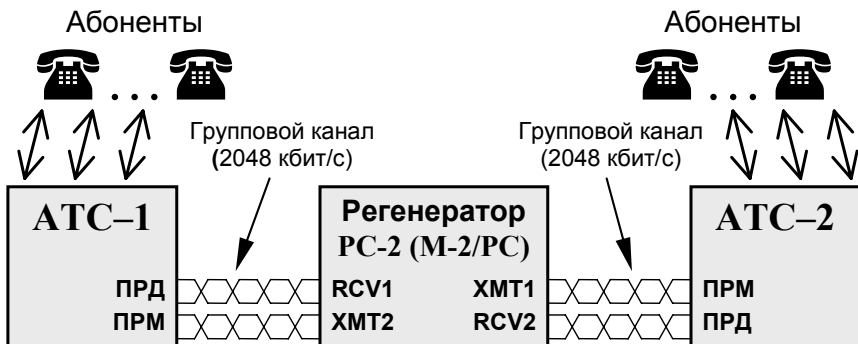 Абоненты
Абоненты
. . .
. . .
Групповой канал
(2048 кбит/с)
Групповой канал
(2048 кбит/с)
АТС–1
Регенератор
РС-2 (М-2/РС)
АТС–2
ПРД
RCV1
XMT1
ПРМ
ПРМ
XMT2
RCV2
ПРД